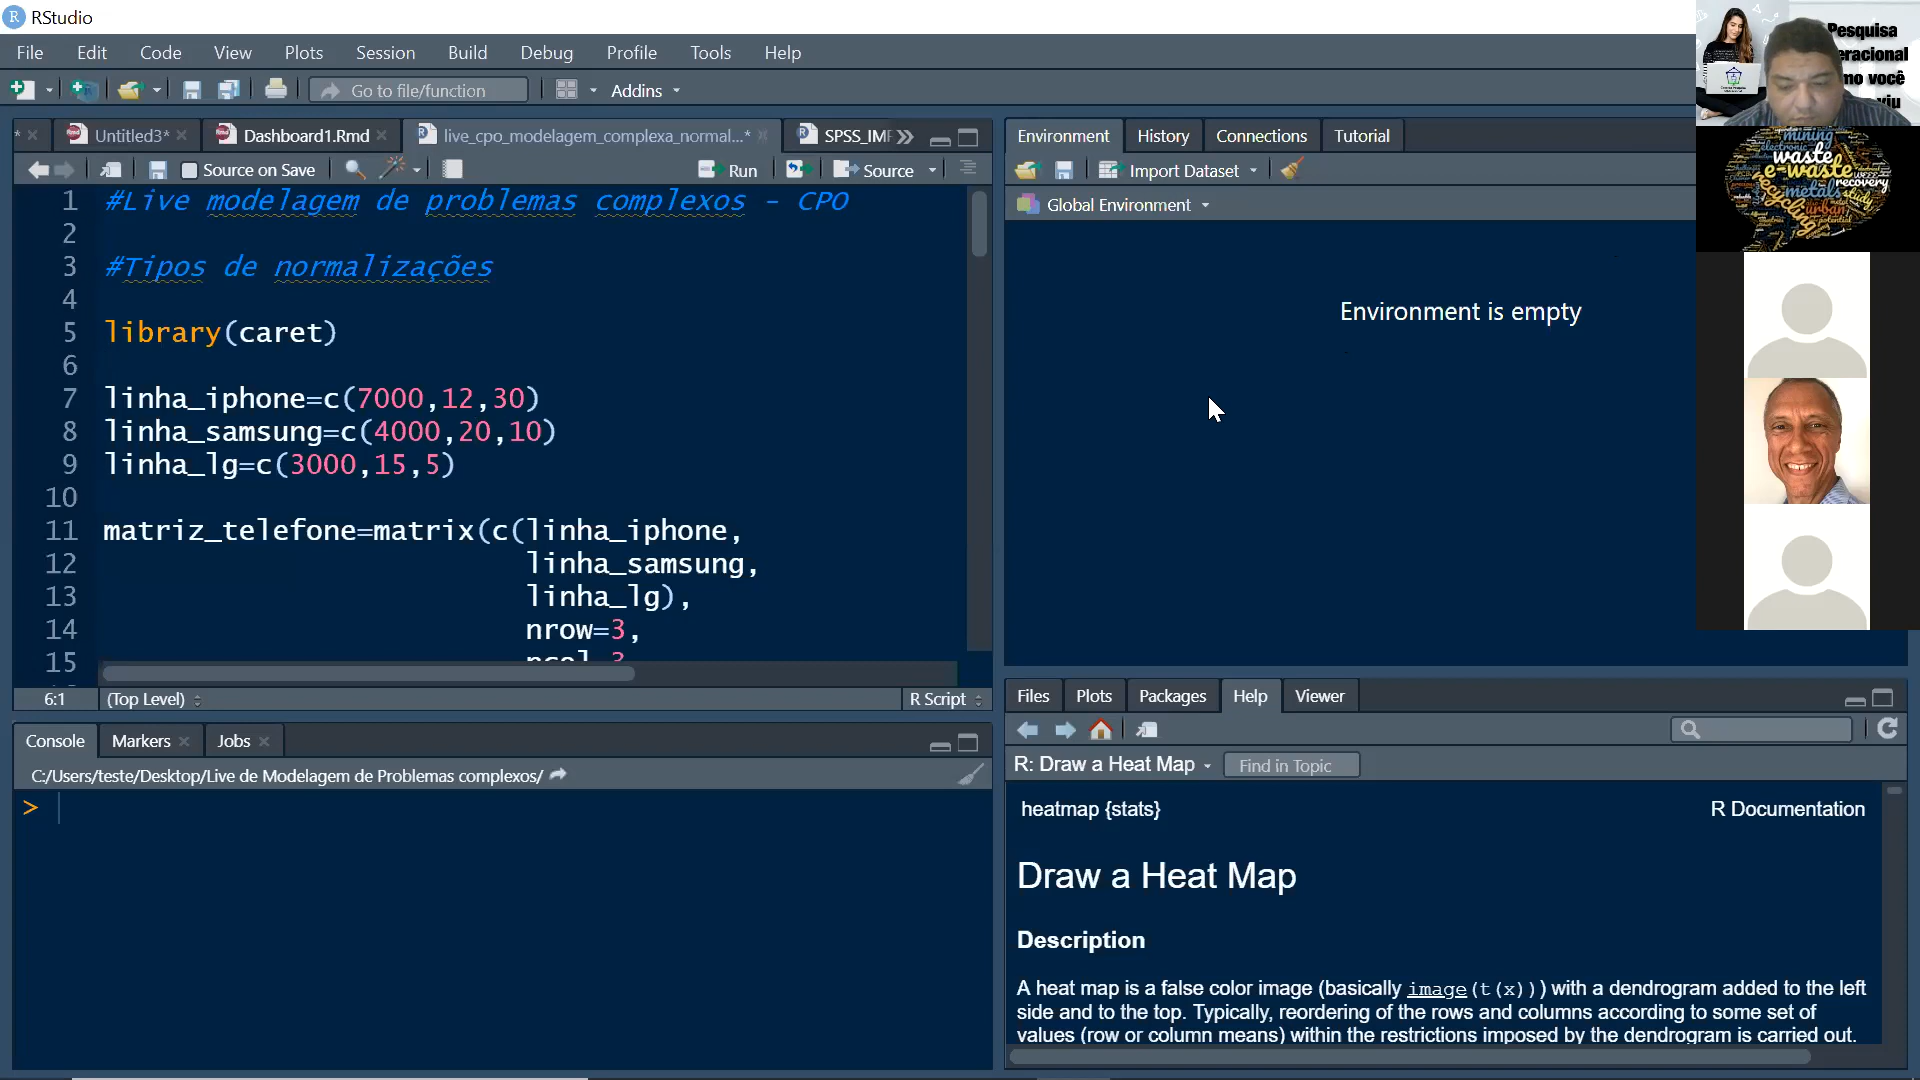 RStudio
File Edit Code View Plots Session Build Debug Profile Tools Help
Go to file/function
Addins
Untitled3*
Dashboard1.Rmd
live_cpo_modelagem_complexa_normal...*
Source on Save
Run
Source
1 #Live modelagem de problemas complexos - CPO
2
3 #Tipos de normalizações
4
5 library(caret)
6
7 linha_iphone=c(7000,12,30)
8 linha_samsung=c(4000,20,10)
9 linha_lg=c(3000,15,5)
10
11 matriz_telefone=matrix(c(linha_iphone,
12 linha_samsung,
13 linha_lg),
14 nrow=3,
15
6:1 (Top Level) R Script
Console Markers Jobs
C:/Users/teste/Desktop/Live de Modelagem de Problemas complexos/
>
Environment History Connections Tutorial
Import Dataset
Global Environment
Environment is empty
Files Plots Packages Help Viewer
R: Draw a Heat Map
Find in Topic
heatmap {stats} R Documentation
Draw a Heat Map
Description
A heat map is a false color image (basically image(t(x))) with a dendrogram added to the left
side and to the top. Typically, reordering of the rows and columns according to some set of
values (row or column means) within the restrictions imposed by the dendrogram is carried out.
Pesquisa
você
mining
waste
e-waste
recovery
metals
urban
recycling
study